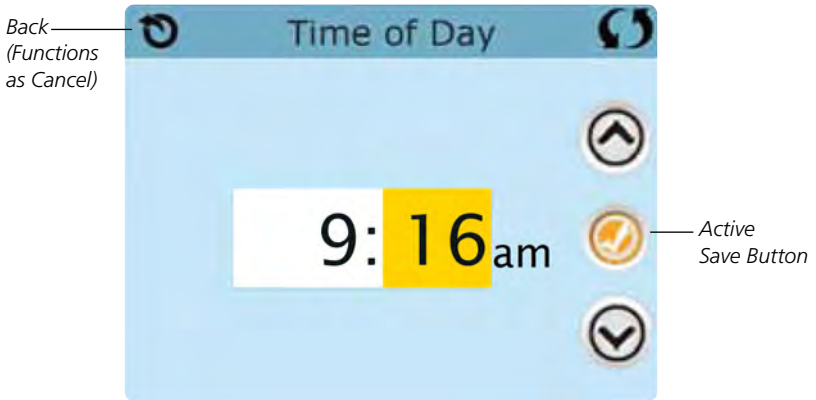 Back
(Functions
as Cancel)
Time of Day
9:16am
Active
Save Button